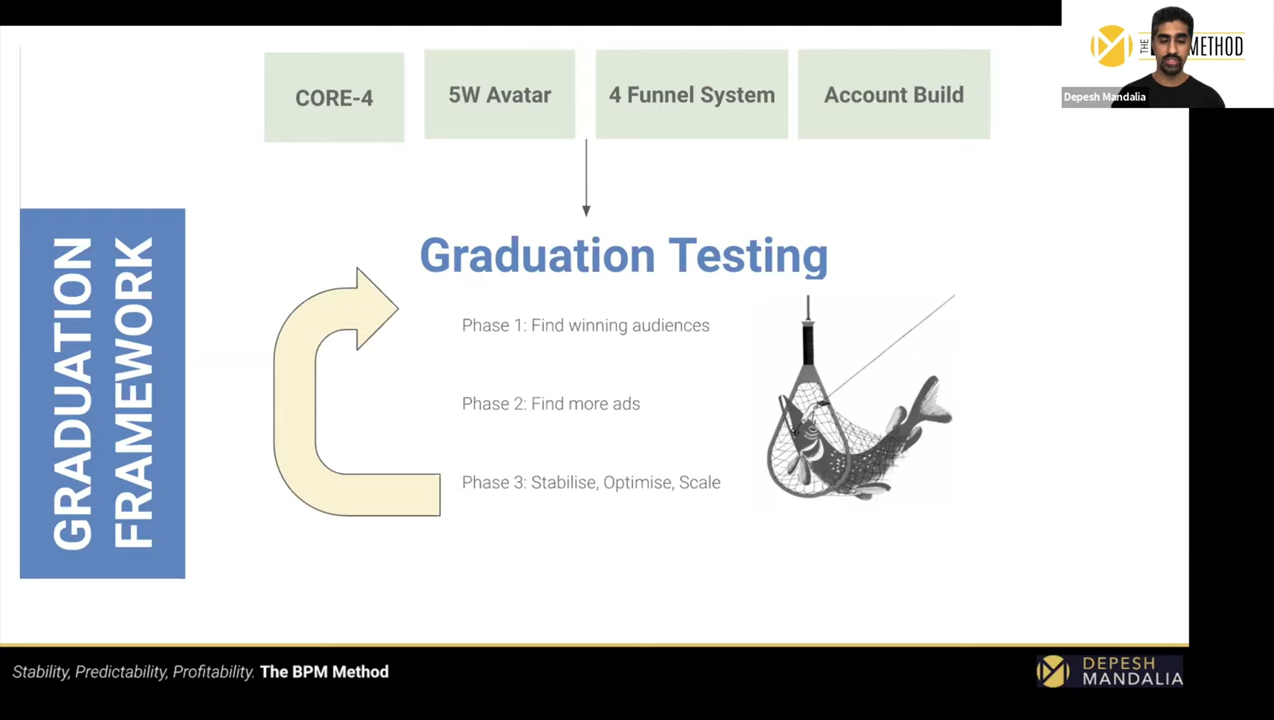 CORE-4
5W Avatar
4 Funnel System
Account Build
THE
METHOD
Depesh Mandalia
GRADUATION
FRAMEWORK
Graduation Testing
Phase 1: Find winning audiences
Phase 2: Find more ads
Phase 3: Stabilise, Optimise, Scale
Stability, Predictability, Profitability. The BPM Method
DEPESH
MANDALIA